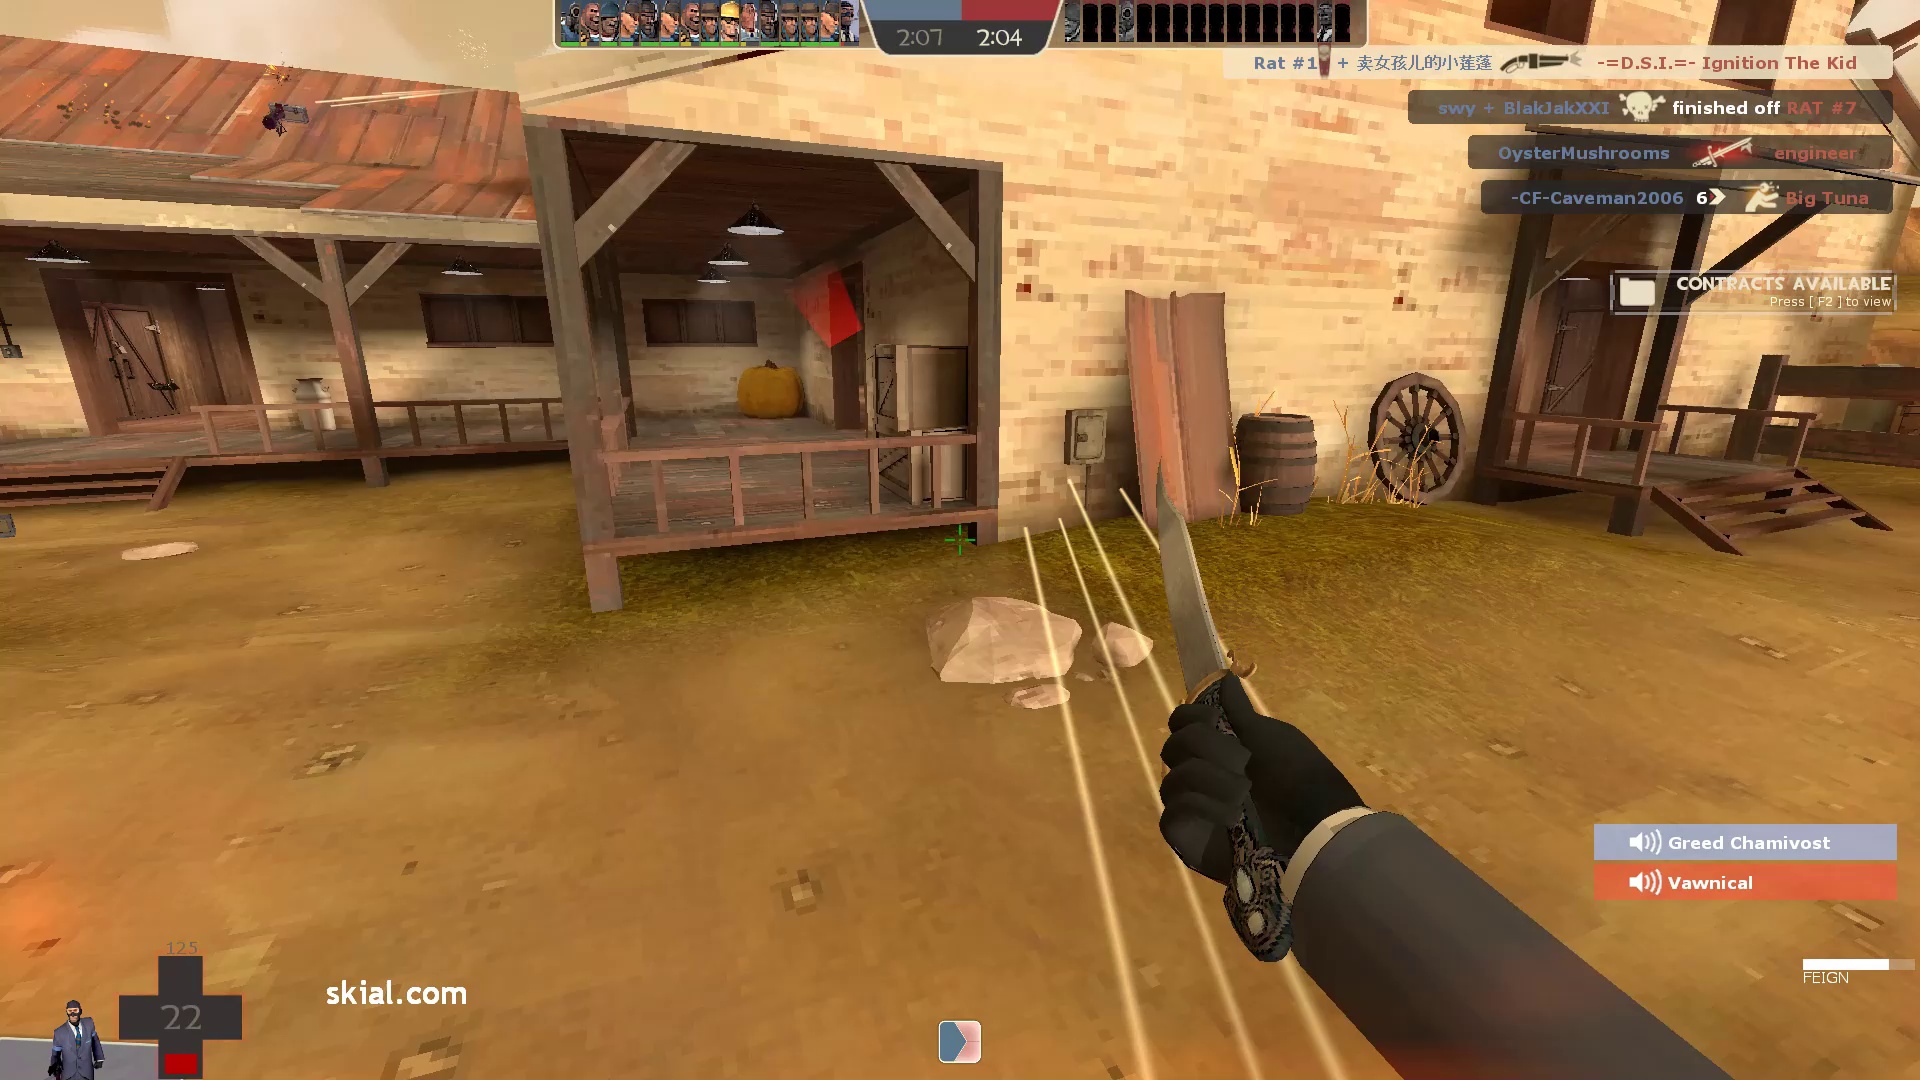 2:07 2:04
Rat #1 + 卖女孩儿的小莲蓬 -=D.S.I.=- Ignition The Kid
swy + BlakJakXXI finished off RAT #7
OysterMushrooms engineer
-CF-Caveman2006 6 Big Tuna
CONTRACTS AVAILABLE
Press [ F2 ] to view
Greed Chamivost
Vawnical
125
22
skial.com
FEIGN